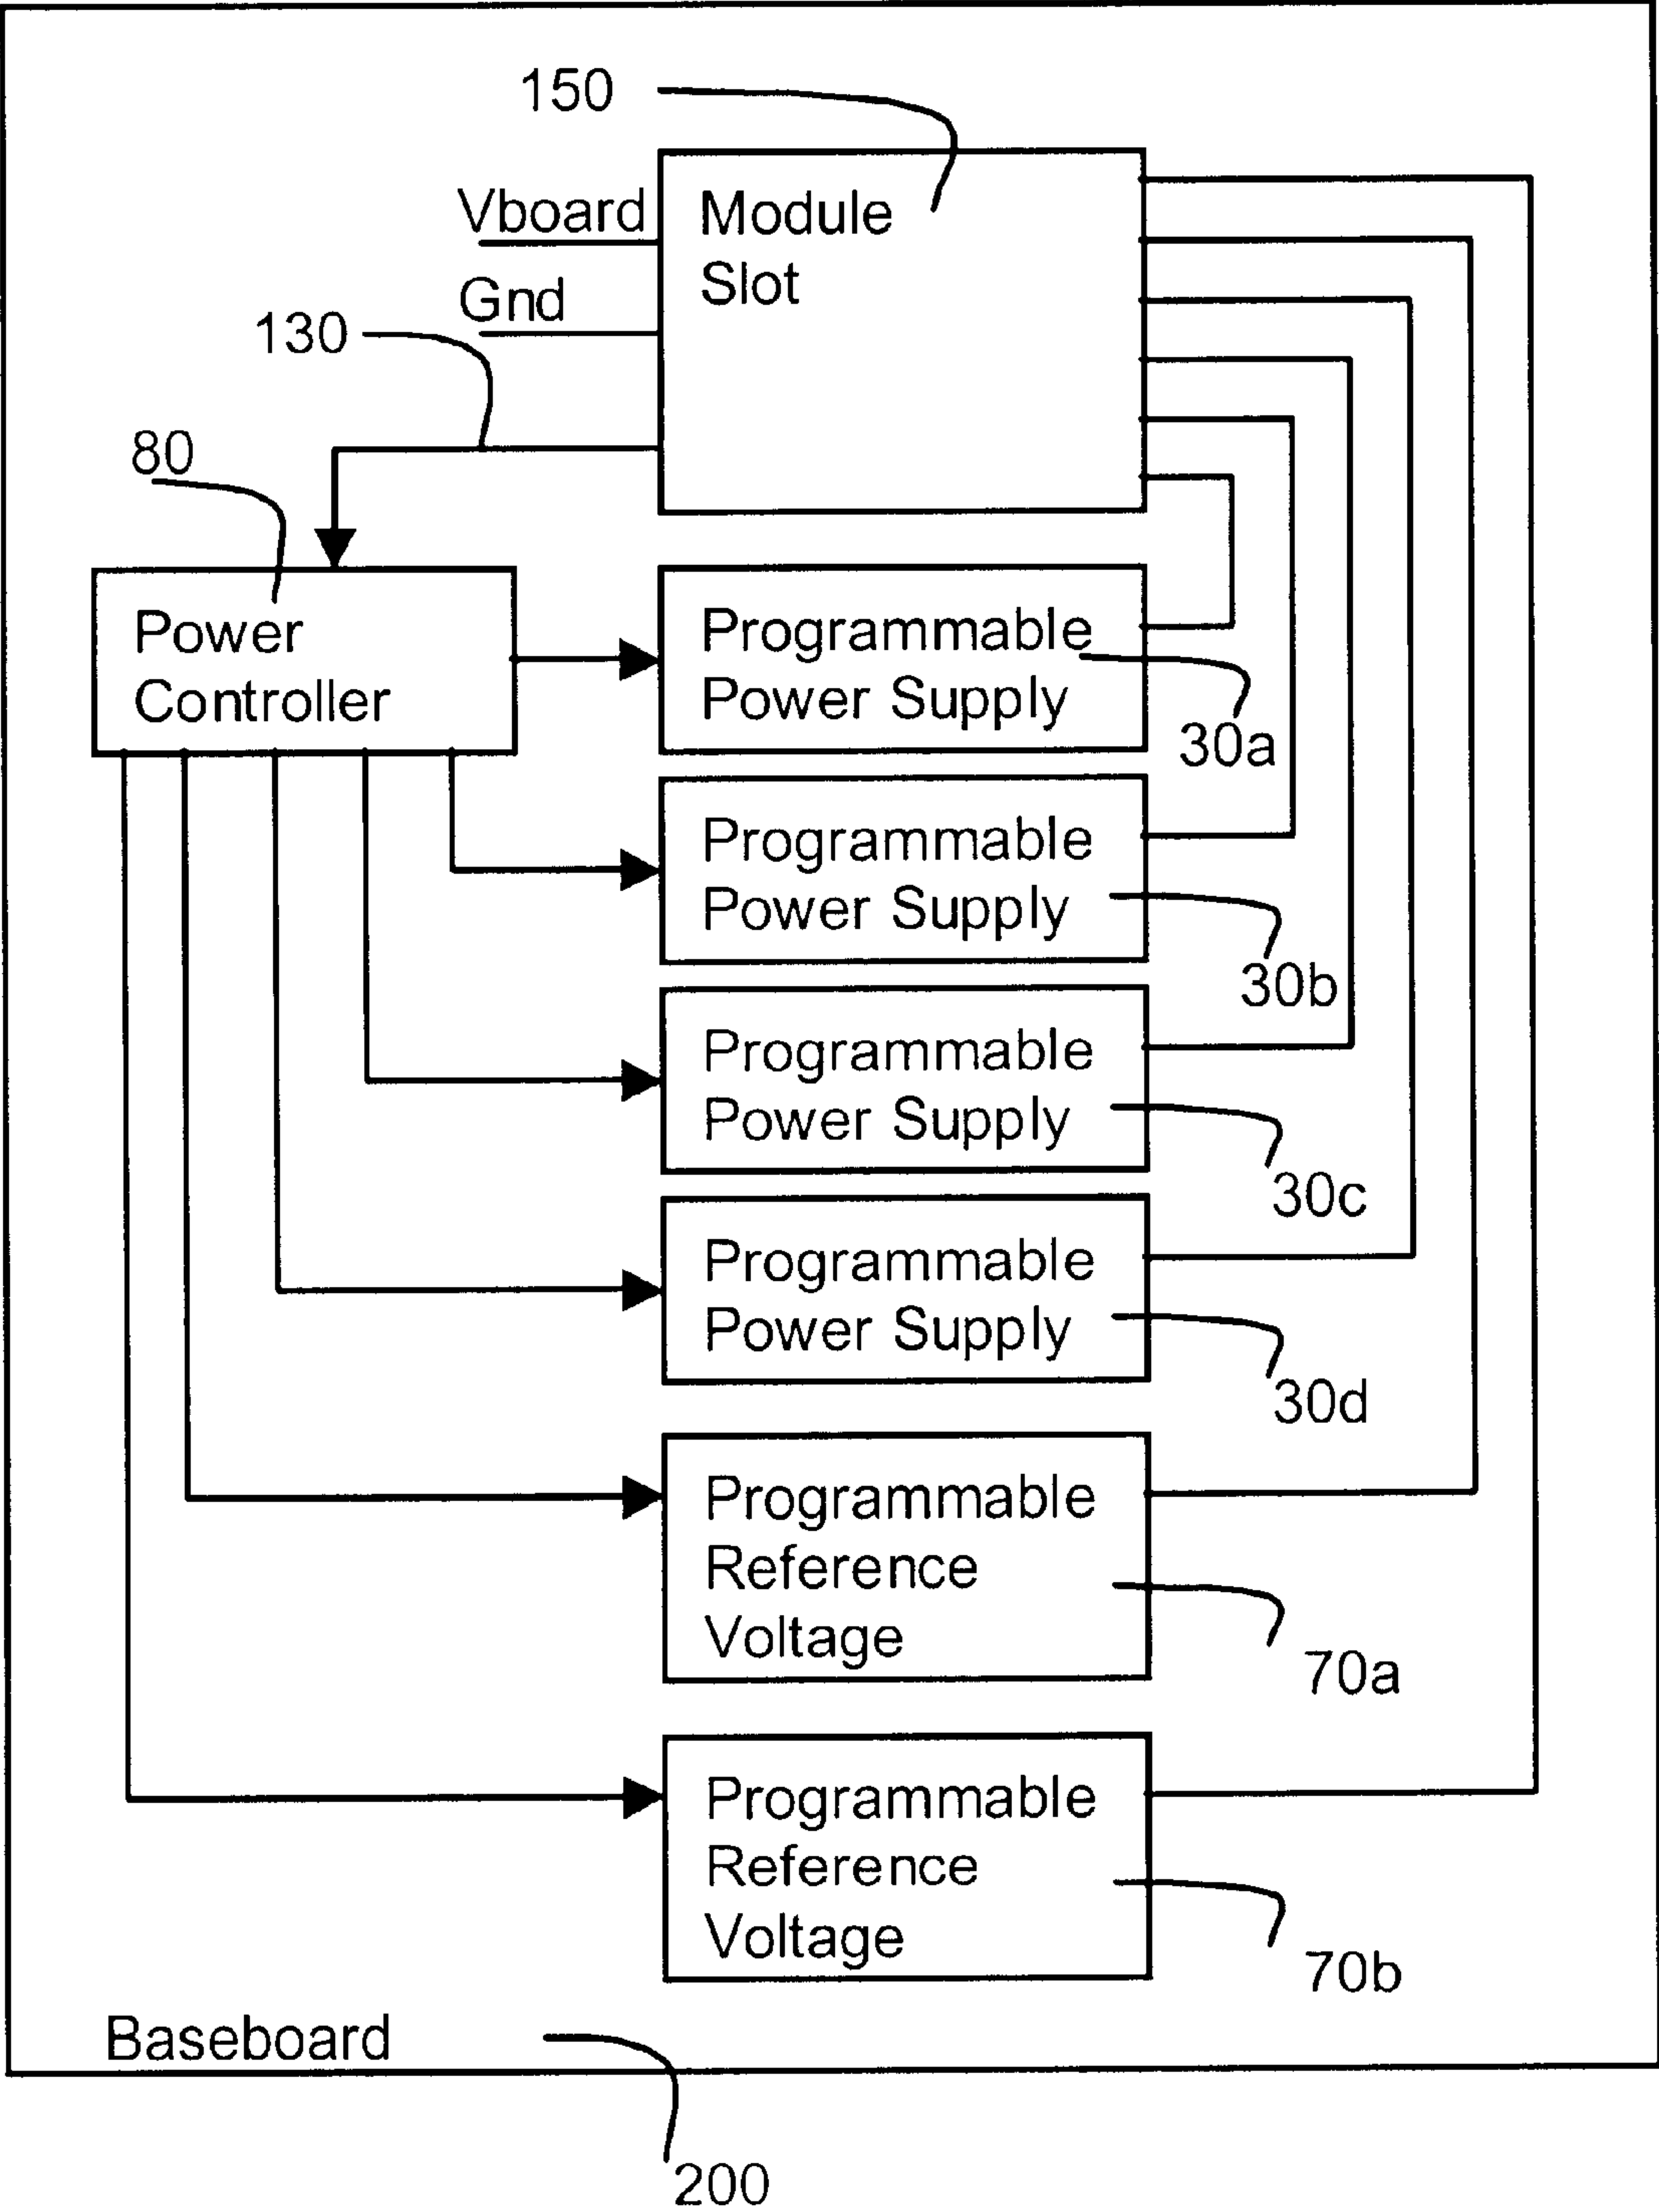 150
Vboard
Module
Slot
Gnd
130
80
Power
Controller
Programmable
Power Supply
30a
Programmable
Power Supply
30b
Programmable
Power Supply
30c
Programmable
Power Supply
30d
Programmable
Reference
Voltage
70a
Programmable
Reference
Voltage
70b
Baseboard
200